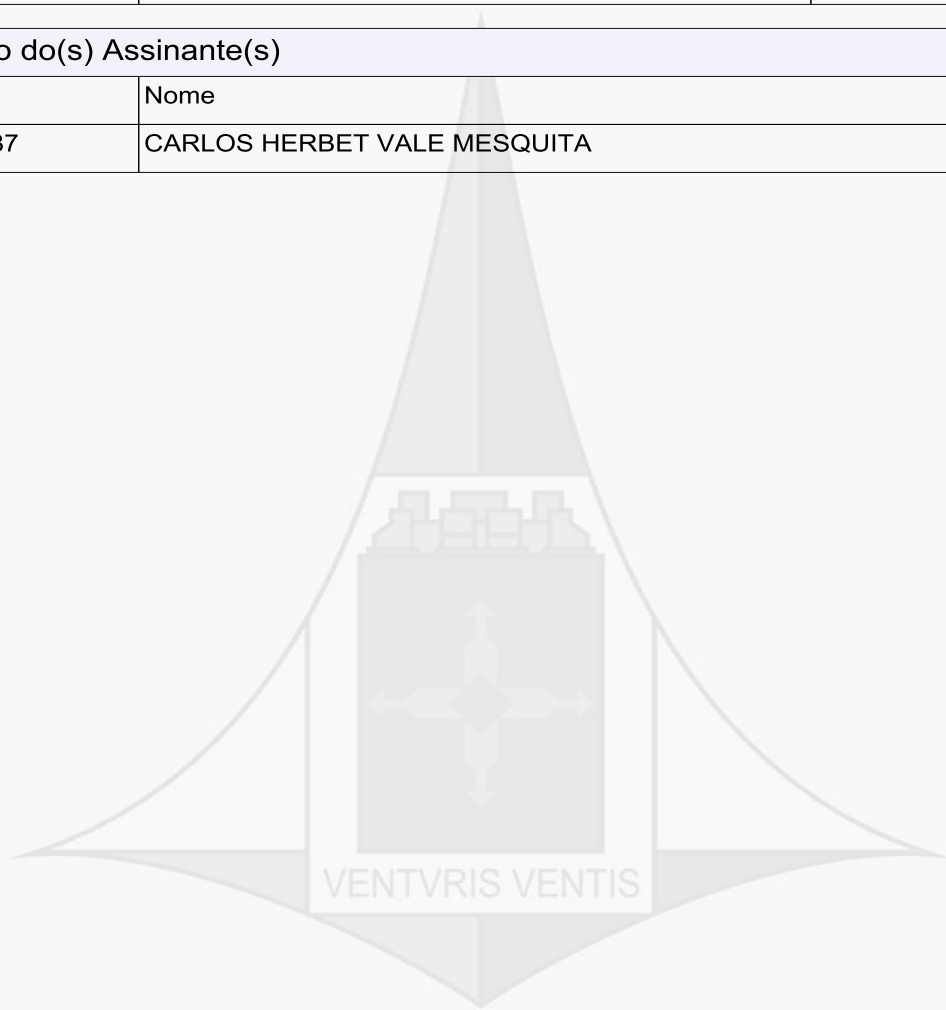 o do(s) Assinante(s)
Nome
37 CARLOS HERBET VALE MESQUITA
VENTVRIS VENTIS